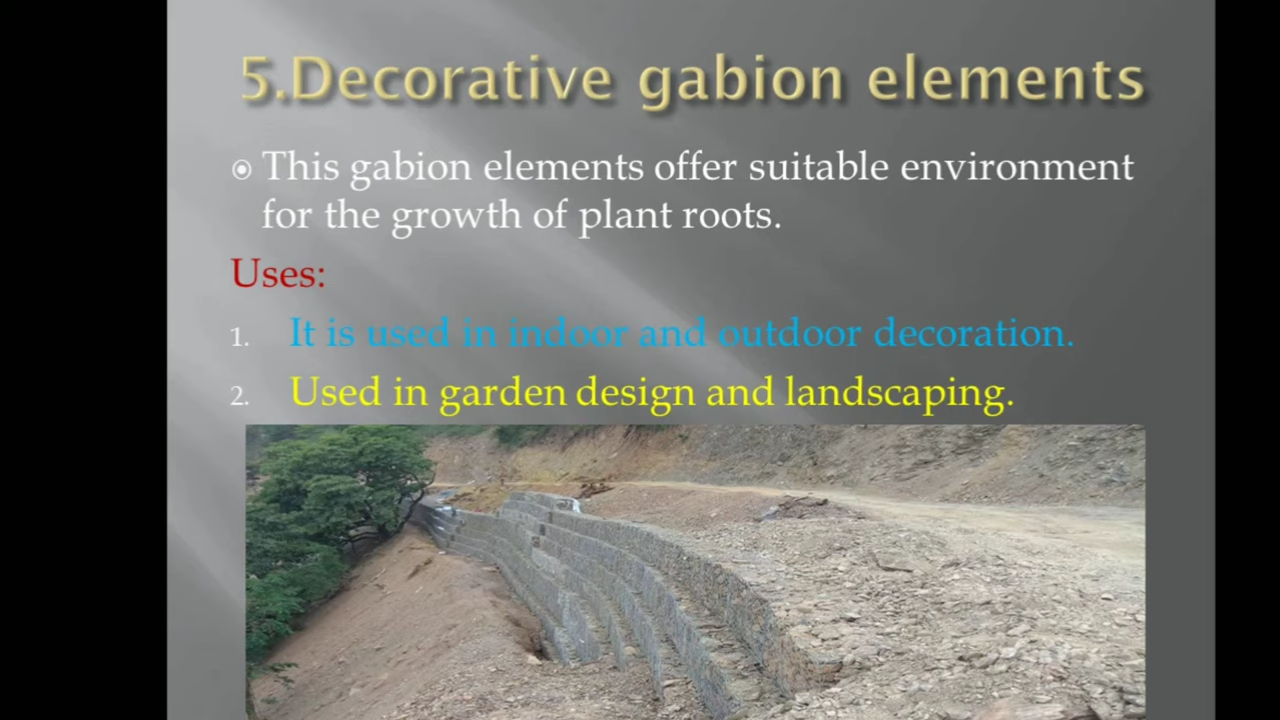 5.Decorative gabion elements
This gabion elements offer suitable environment
for the growth of plant roots.
Uses:
1. It is used in indoor and outdoor decoration.
2. Used in garden design and landscaping.